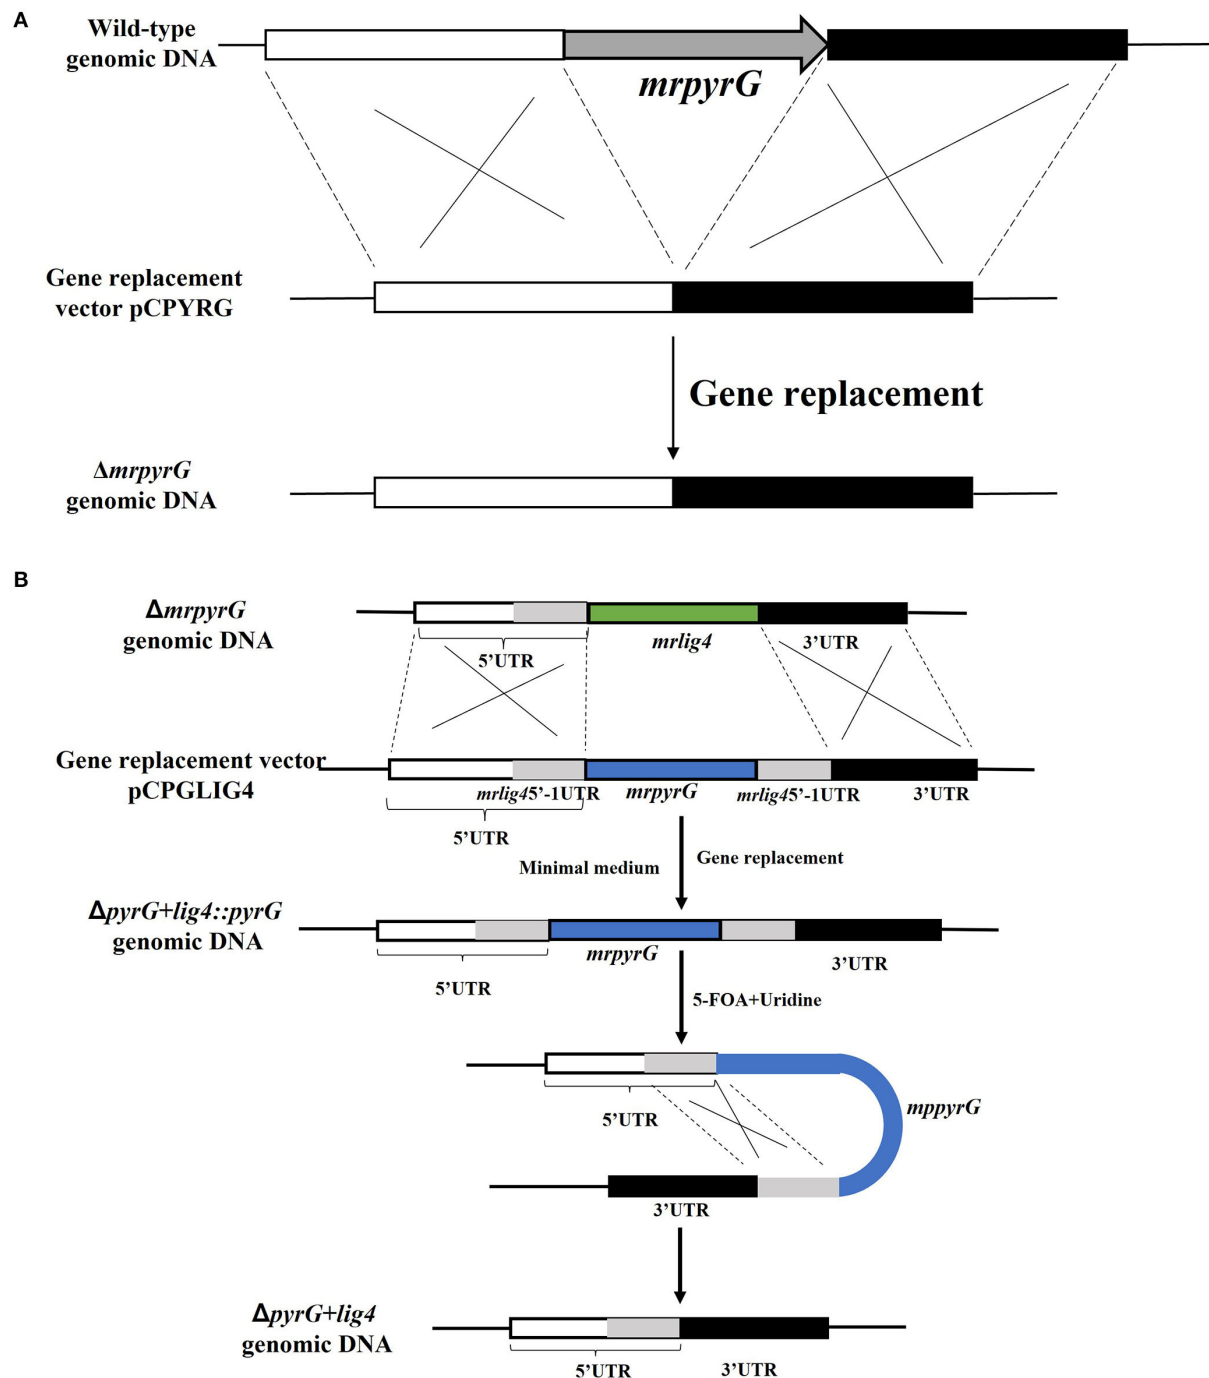 A
Wild-type
genomic DNA
mrpyrG
Gene replacement
vector pCPYRG
Gene replacement
ΔmrpyrG
genomic DNA
B
ΔmrpyrG
genomic DNA
5'UTR
mrlig4
3'UTR
Gene replacement vector
pCPGLIG4
mrlig45'-1UTR
mrpyrG
mrlig45'-1UTR
3'UTR
5'UTR
Minimal medium
Gene replacement
ΔpyrG+lig4::pyrG
genomic DNA
mrpyrG
3'UTR
5'UTR
5-FOA+Uridine
5'UTR
mppyrG
3'UTR
ΔpyrG+lig4
genomic DNA
5'UTR
3'UTR